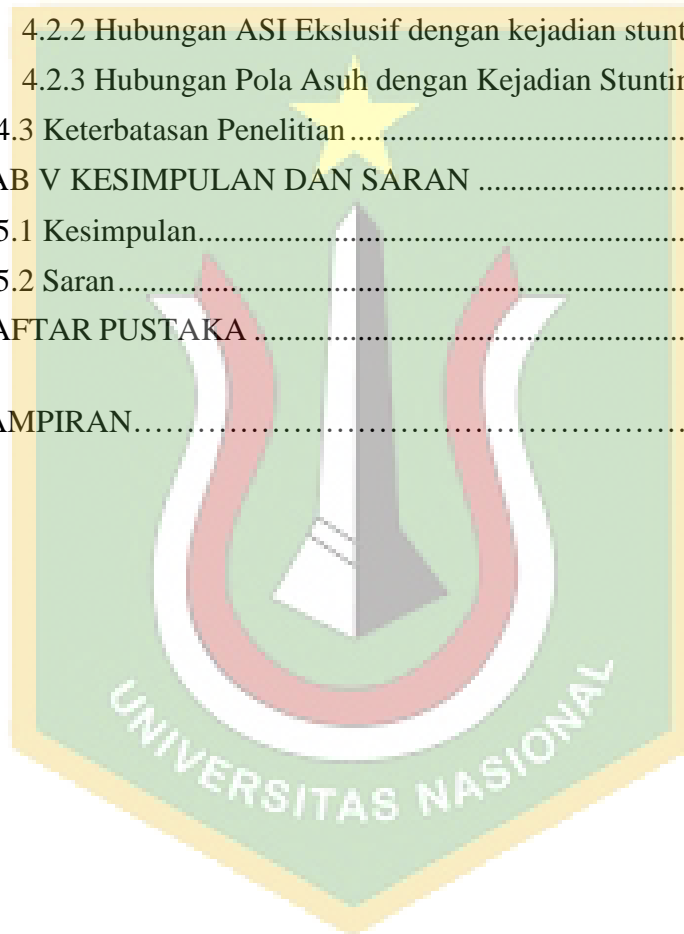 4.2.2 Hubungan ASI Ekslusif dengan kejadian stunt
4.2.3 Hubungan Pola Asuh dengan Kejadian Stuntin
4.3 Keterbatasan Penelitian ............................................
AB V KESIMPULAN DAN SARAN ...........................
5.1 Kesimpulan................................................................
5.2 Saran..........................................................................
AFTAR PUSTAKA .......................................................
AMPIRAN…………………………………………
UNIVERSITAS NASIONAL